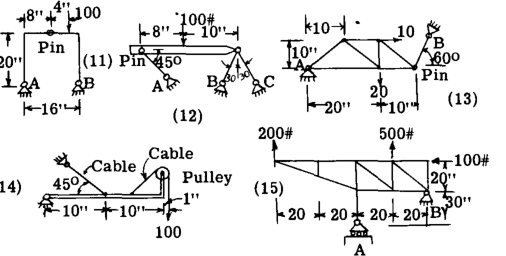 8" 4" 100
20" Pin (11)
A B
16"
100#
8" 10"
Pin 45° (12)
A B 30 30 C
10 10
10" B
A 60°
Pin
20 (13)
20" 10"
Cable Cable
14) 45° Pulley
10" 10" 1"
100
200# 500#
(15) 100#
20"
B
20 20 20 20 30"
A